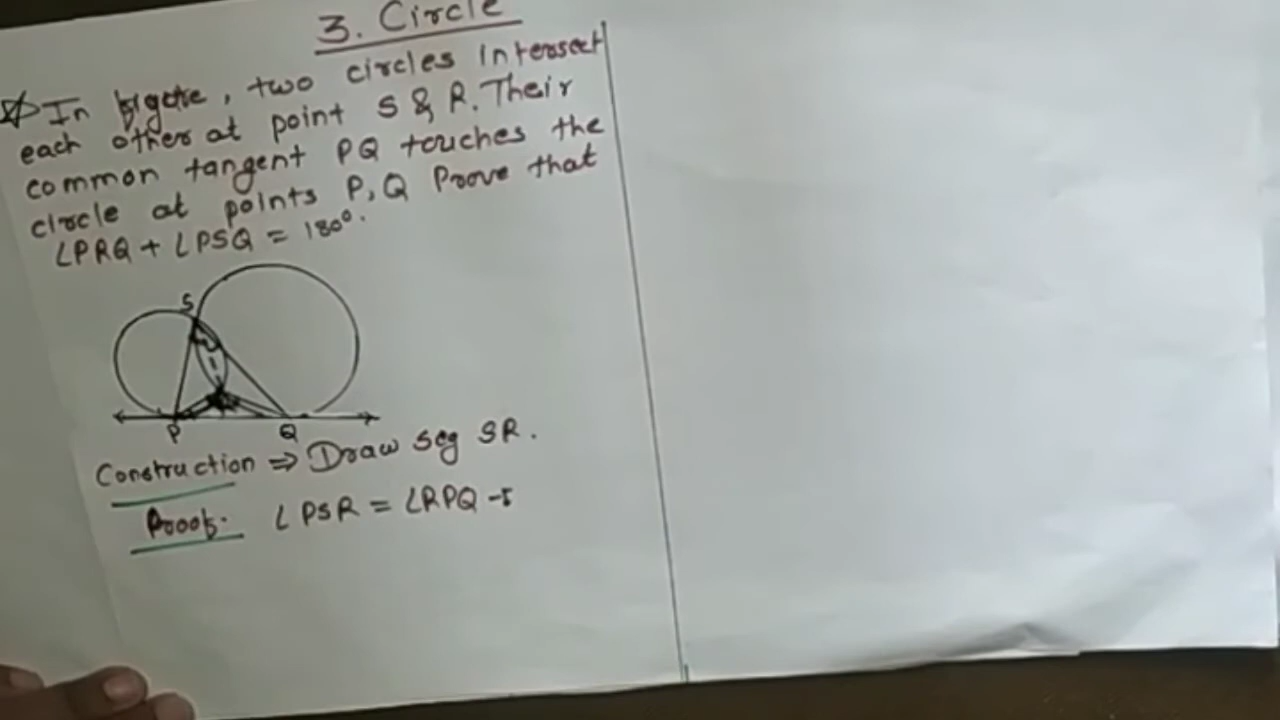 3. Circle
In figure, two circles intersect
each other at point S & R. Their
common tangent PQ touches the
circle at points P, Q Prove that
∠PRQ + ∠PSQ = 180°.
S
P
Q
Construction ⇒ Draw seg SR.
Proof:- ∠PSR = ∠RPQ -